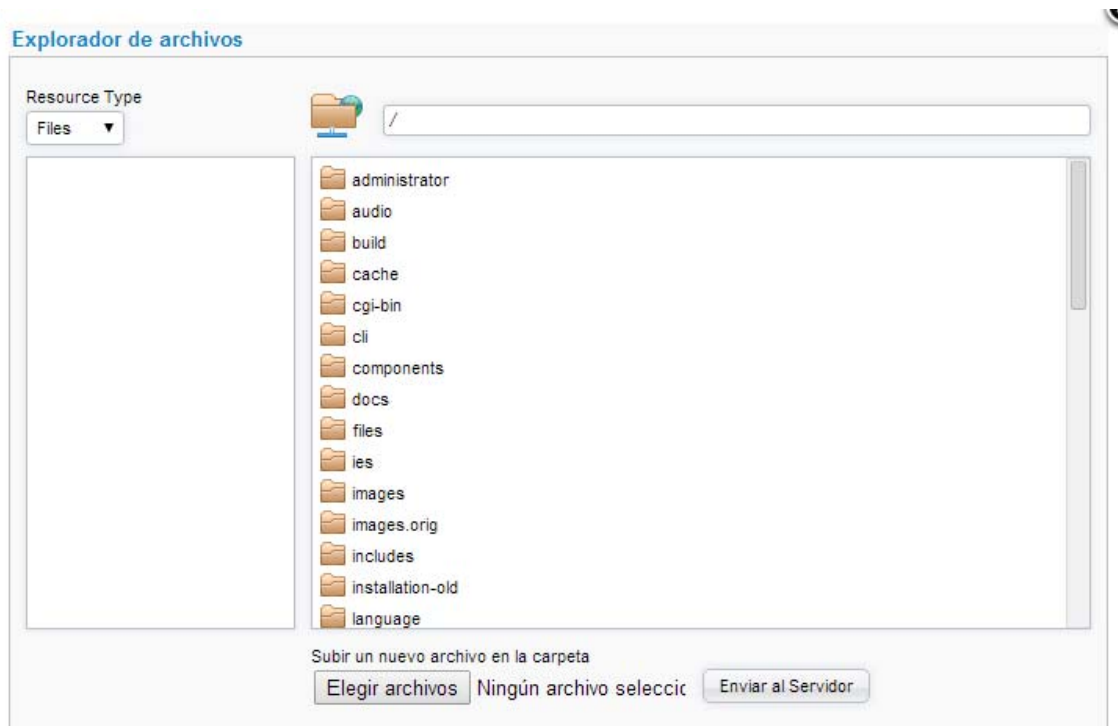 Explorador de archivos
Resource Type
Files
/
administrator
audio
build
cache
cgi-bin
cli
components
docs
files
ies
images
images.orig
includes
installation-old
language
Subir un nuevo archivo en la carpeta
Elegir archivos Ningún archivo selecc Enviar al Servidor